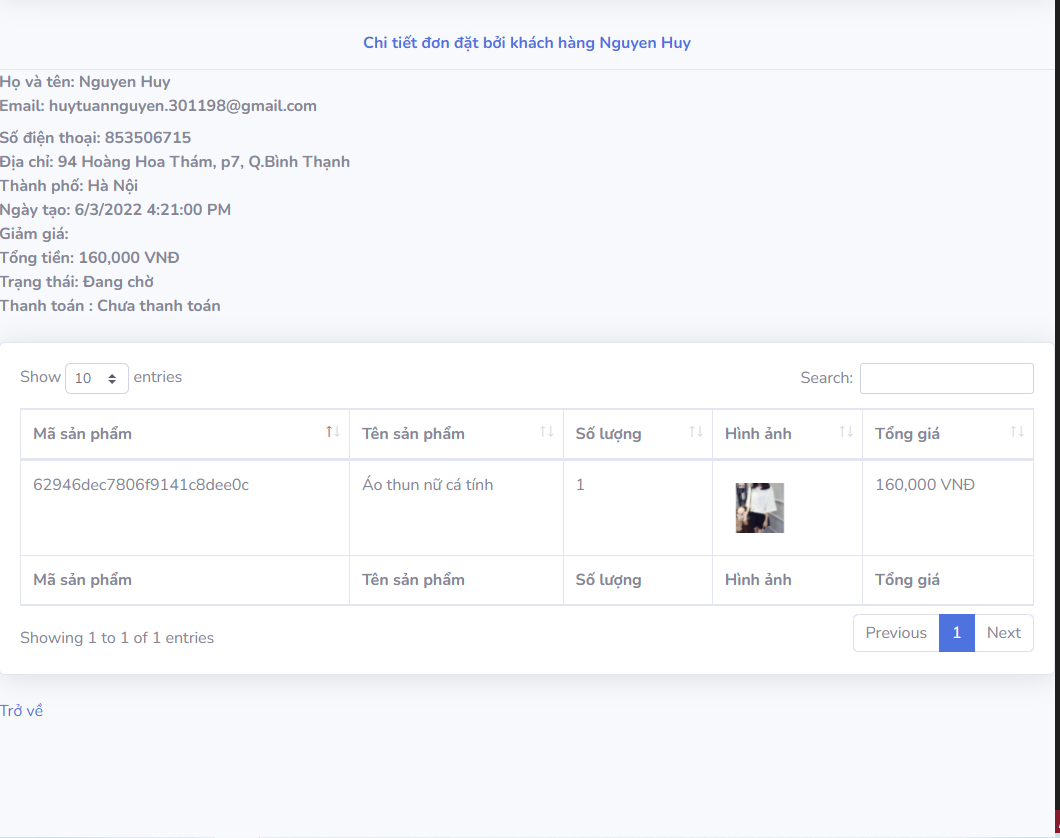 Chi tiết đơn đặt bởi khách hàng Nguyen Huy
Họ và tên: Nguyen Huy
Email: huytuannguyen.301198@gmail.com
Số điện thoại: 853506715
Địa chỉ: 94 Hoàng Hoa Thám, p7, Q.Bình Thạnh
Thành phố: Hà Nội
Ngày tạo: 6/3/2022 4:21:00 PM
Giảm giá:
Tổng tiền: 160,000 VNĐ
Trạng thái: Đang chờ
Thanh toán : Chưa thanh toán
Show 10 entries Search:
Mã sản phẩm Tên sản phẩm Số lượng Hình ảnh Tổng giá
62946dec7806f9141c8dee0c Áo thun nữ cá tính 1 160,000 VNĐ
Mã sản phẩm Tên sản phẩm Số lượng Hình ảnh Tổng giá
Showing 1 to 1 of 1 entries Previous 1 Next
Trở về